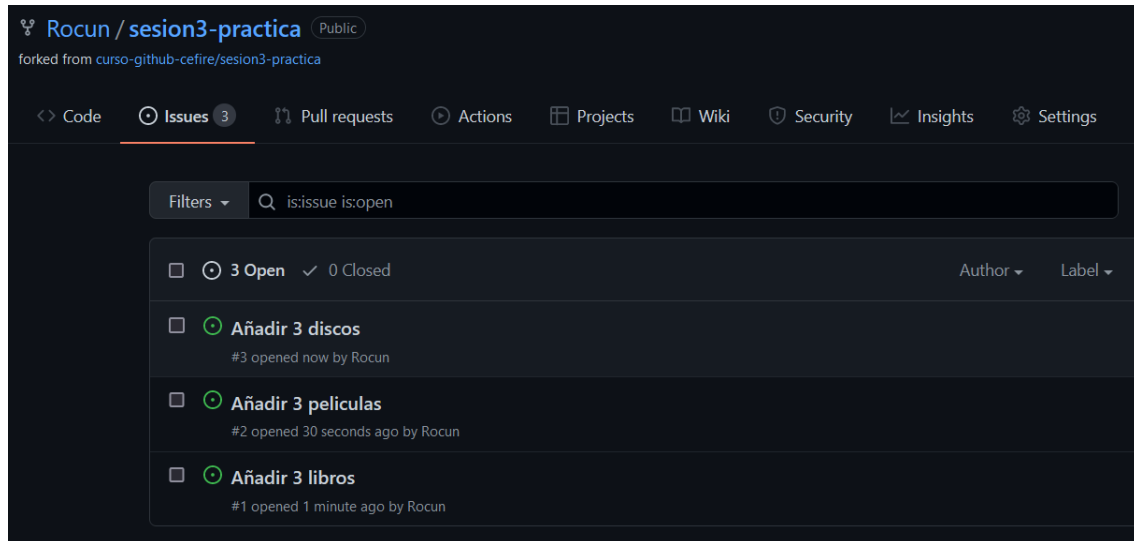 Rocun / sesion3-practica Public
forked from curso-github-cefire/sesion3-practica
Code Issues 3 Pull requests Actions Projects Wiki Security Insights Settings
Filters is:issue is:open
3 Open 0 Closed Author Label
Añadir 3 discos
#3 opened now by Rocun
Añadir 3 peliculas
#2 opened 30 seconds ago by Rocun
Añadir 3 libros
#1 opened 1 minute ago by Rocun